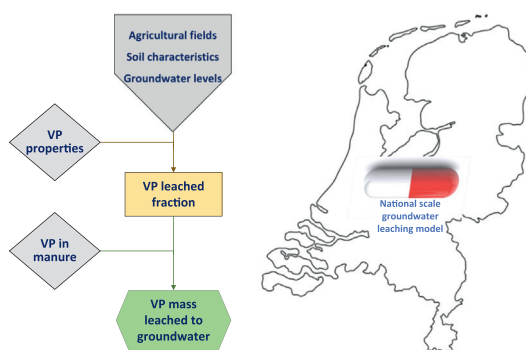 Agricultural fields
Soil characteristics
Groundwater levels
VP
properties
VP leached
fraction
VP in
manure
VP mass
leached to
groundwater
National scale
groundwater
leaching model